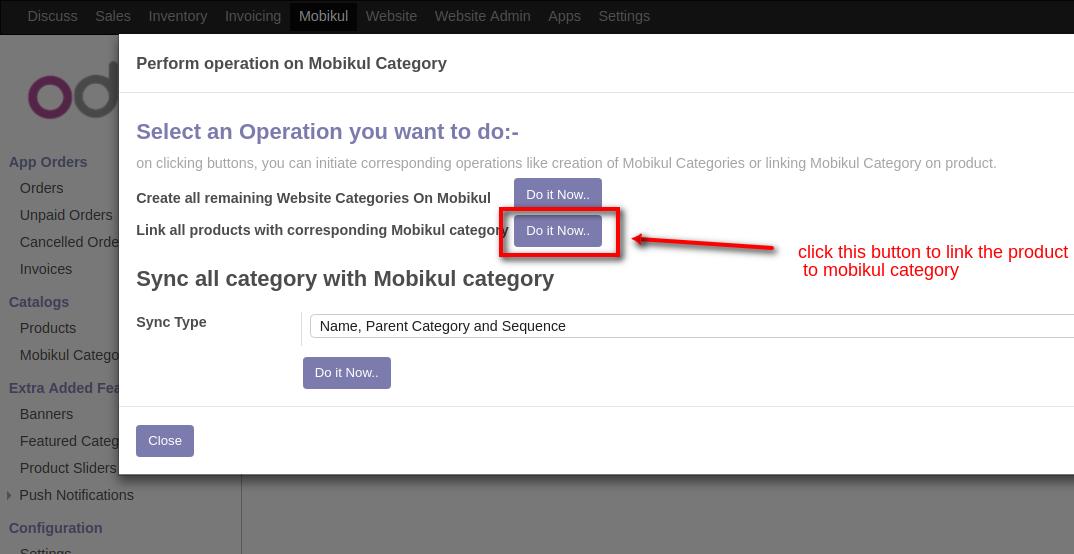 Discuss Sales Inventory Invoicing Mobikul Website Website Admin Apps Settings
Perform operation on Mobikul Category
Select an Operation you want to do:-
on clicking buttons, you can initiate corresponding operations like creation of Mobikul Categories or linking Mobikul Category on product.
Create all remaining Website Categories On Mobikul Do it Now..
Link all products with corresponding Mobikul category Do it Now..
click this button to link the product
to mobikul category
Sync all category with Mobikul category
Sync Type Name, Parent Category and Sequence
Do it Now..
Close
App Orders
Orders
Unpaid Orders
Cancelled Orde
Invoices
Catalogs
Products
Mobikul Catego
Extra Added Fea
Banners
Featured Categ
Product Sliders
Push Notifications
Configuration
Settings